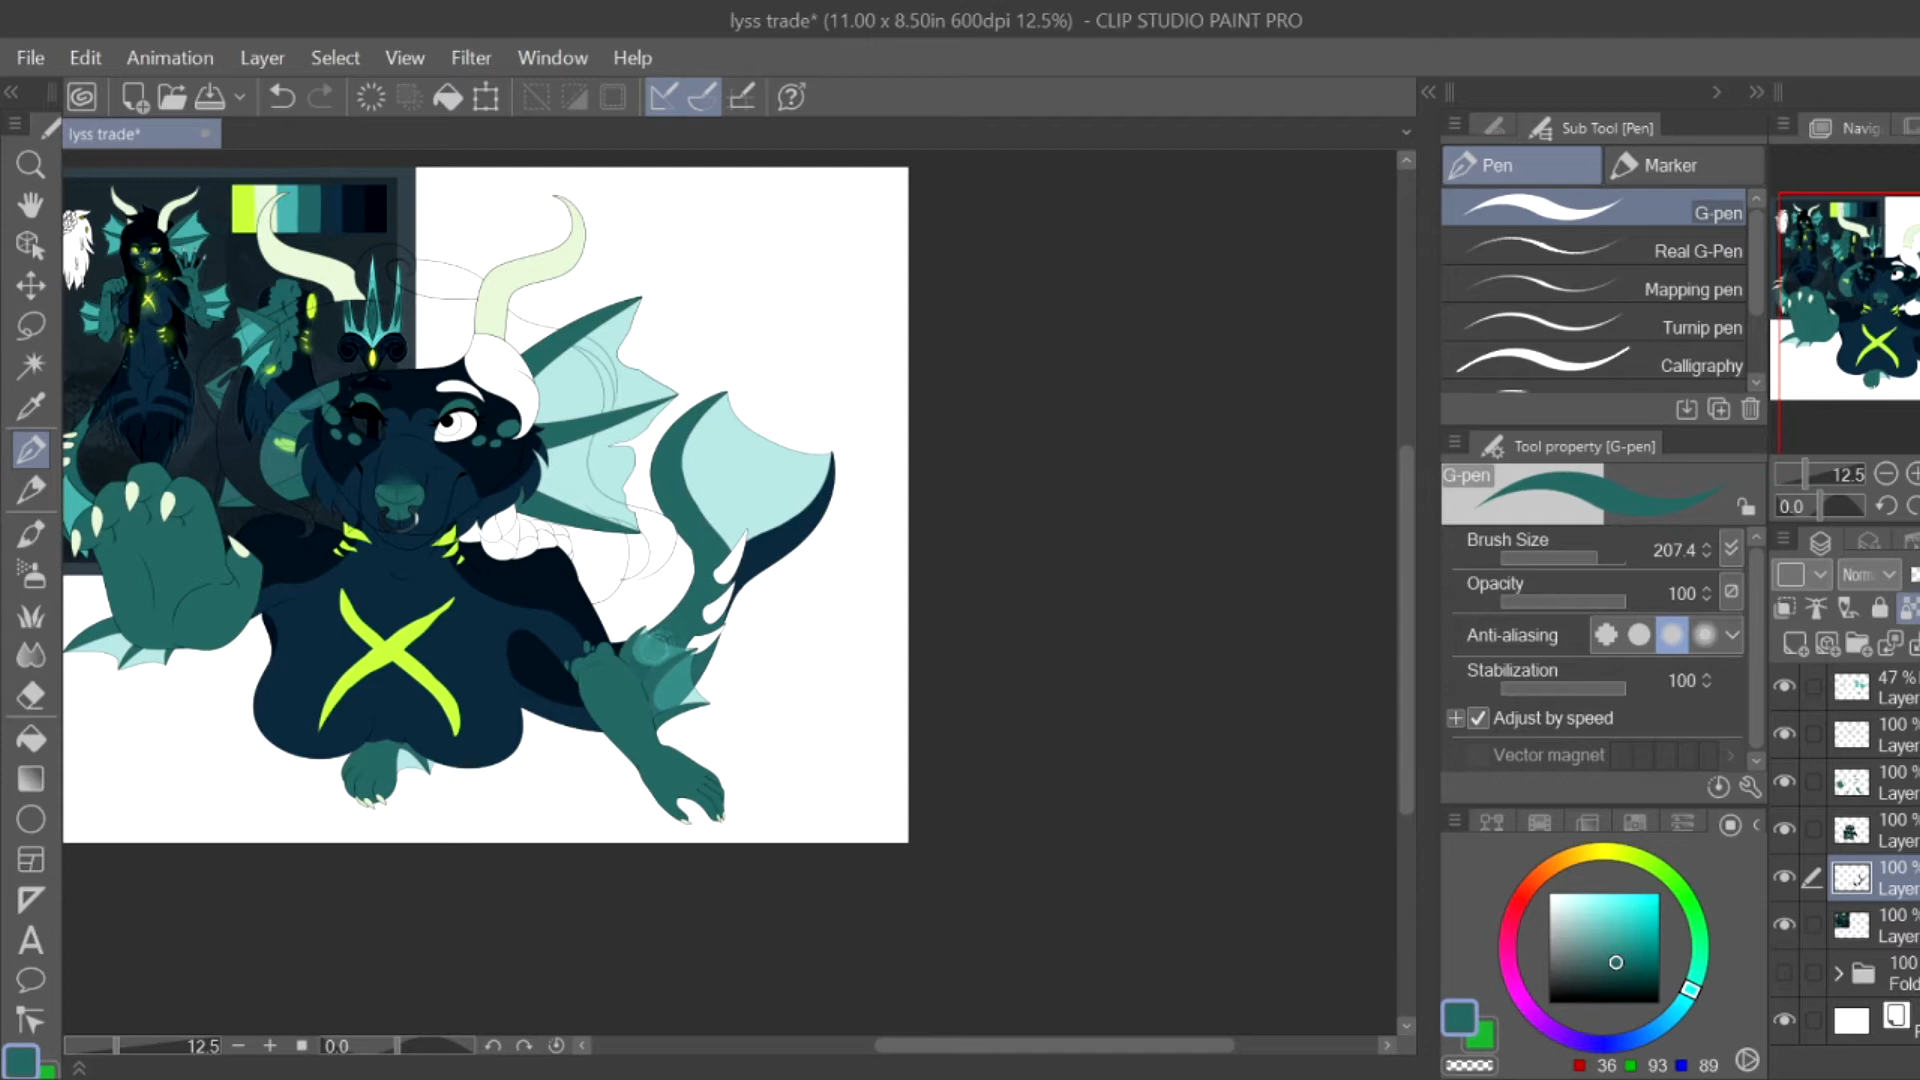 lyss trade* (11.00 x 8.50in 600dpi 12.5%) - CLIP STUDIO PAINT PRO
File Edit Animation Layer Select View Filter Window Help
lyss trade*
Sub Tool [Pen]
Navig
Pen
Marker
G-pen
Real G-Pen
Mapping pen
Turnip pen
Calligraphy
Tool property [G-pen]
G-pen
12.5
0.0
Brush Size 207.4
Opacity 100
Anti-aliasing
Stabilization 100
Adjust by speed
Vector magnet
Norm
47 %
Layer
100 %
Layer
100 %
Layer
100 %
Layer
100 %
Layer
100 %
Layer
100
Fold
12.5 0.0
36 93 89